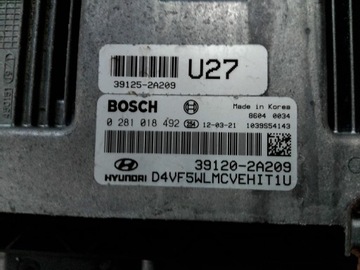 U27
39125-2A209
BOSCH
Made in Korea
8604 0034
0 281 018 492 12-03-21 1039S54143
39120-2A209
HYUNDAI D4VF5WLMCVEHIT1U